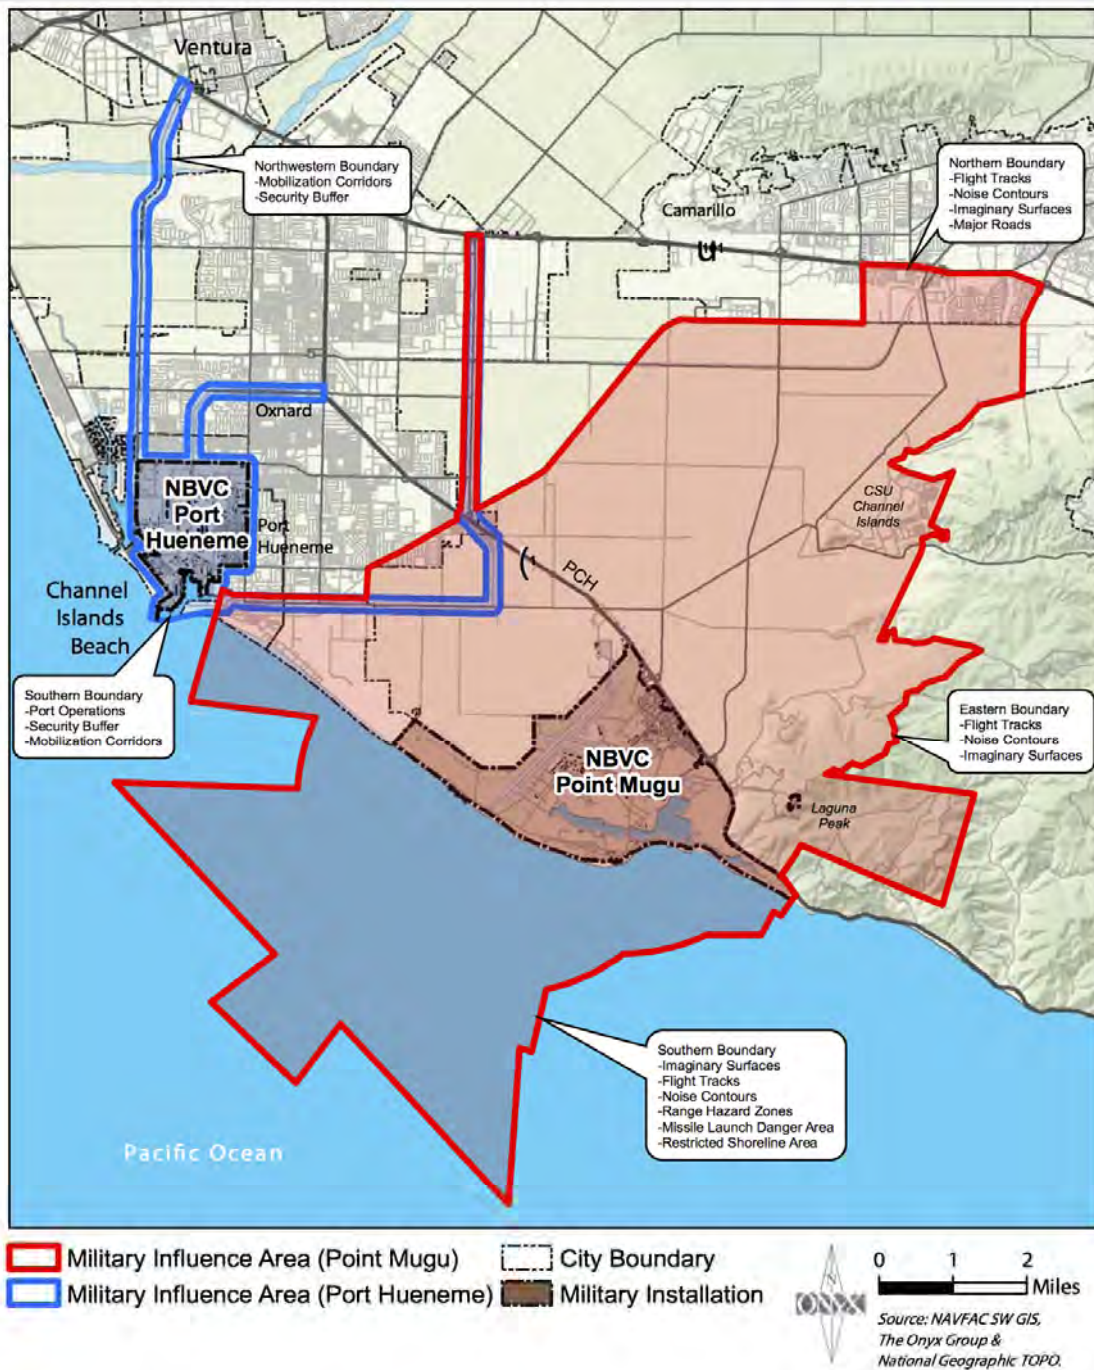 Ventura
Northwestern Boundary
-Mobilization Corridors
-Security Buffer
Northern Boundary
-Flight Tracks
-Noise Contours
-Imaginary Surfaces
-Major Roads
Camarillo
Oxnard
NBVC
Port
Hueneme
Port
Hueneme
CSU
Channel
Islands
PCH
Channel
Islands
Beach
Southern Boundary
-Port Operations
-Security Buffer
-Mobilization Corridors
Eastern Boundary
-Flight Tracks
-Noise Contours
-Imaginary Surfaces
NBVC
Point Mugu
Laguna
Peak
Southern Boundary
-Imaginary Surfaces
-Flight Tracks
-Noise Contours
-Range Hazard Zones
-Missile Launch Danger Area
-Restricted Shoreline Area
Pacific Ocean
Military Influence Area (Point Mugu)
City Boundary
Military Influence Area (Port Hueneme)
Military Installation
N
ONYX
0 1 2
Miles
Source: NAVFAC SW GIS,
The Onyx Group &
National Geographic TOPO.